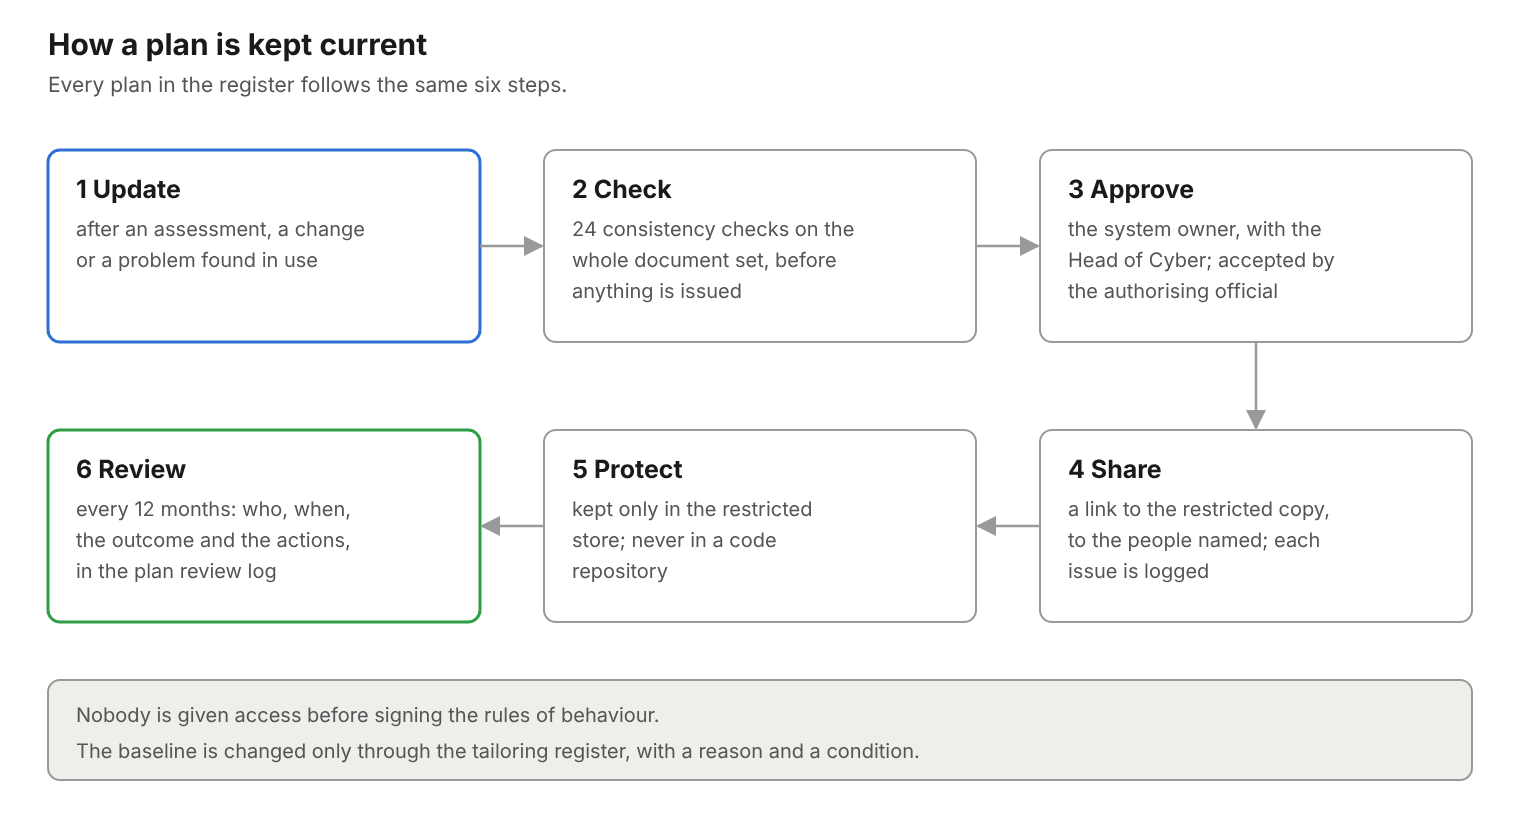 How a plan is kept current
Every plan in the register follows the same six steps.
1 Update
after an assessment, a change
or a problem found in use
2 Check
24 consistency checks on the
whole document set, before
anything is issued
3 Approve
the system owner, with the
Head of Cyber; accepted by
the authorising official
4 Share
a link to the restricted copy,
to the people named; each
issue is logged
5 Protect
kept only in the restricted
store; never in a code
repository
6 Review
every 12 months: who, when,
the outcome and the actions,
in the plan review log
Nobody is given access before signing the rules of behaviour.
The baseline is changed only through the tailoring register, with a reason and a condition.